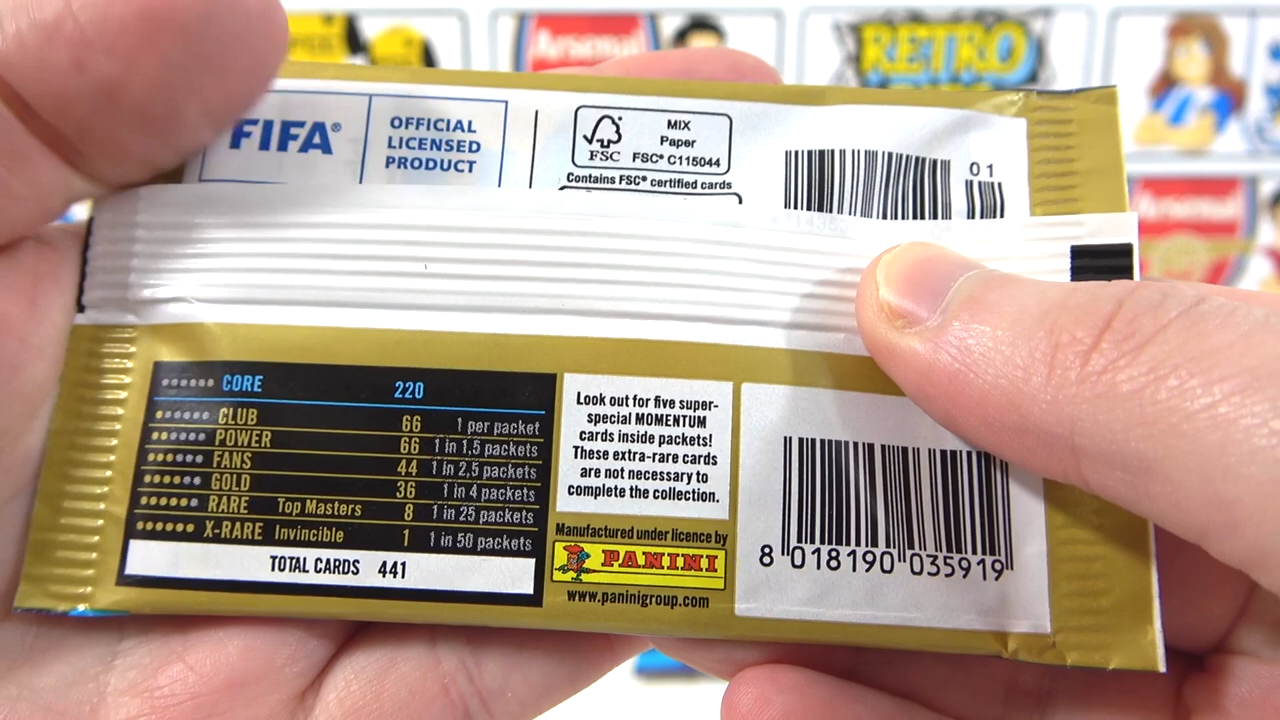 Arsenal
RETRO
FIFA®
OFFICIAL
LICENSED
PRODUCT
FSC
MIX
Paper
FSC® C115044
Contains FSC® certified cards
01
CORE 220
CLUB 66 1 per packet
POWER 66 1 in 1,5 packets
FANS 44 1 in 2,5 packets
GOLD 36 1 in 4 packets
RARE Top Masters 8 1 in 25 packets
X-RARE Invincible 1 1 in 50 packets
TOTAL CARDS 441
Look out for five super-
special MOMENTUM
cards inside packets!
These extra-rare cards
are not necessary to
complete the collection.
Manufactured under licence by
PANINI
www.paninigroup.com
8 018190 035919
Arsenal